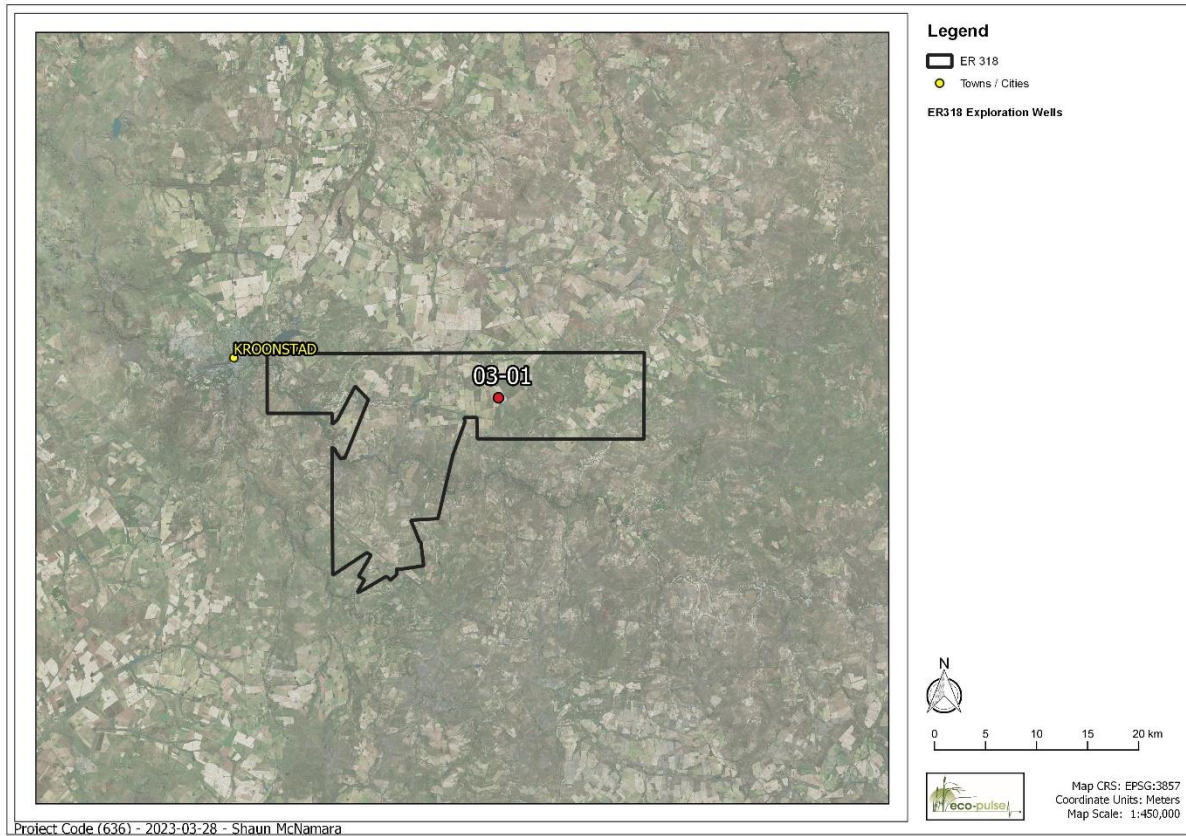 Legend
ER 318
Towns / Cities
ER318 Exploration Wells
KROONSTAD
03-01
N
0 5 10 15 20 km
eco-pulse
Map CRS: EPSG:3857
Coordinate Units: Meters
Map Scale: 1:450,000
Project Code (636) - 2023-03-28 - Shaun McNamara